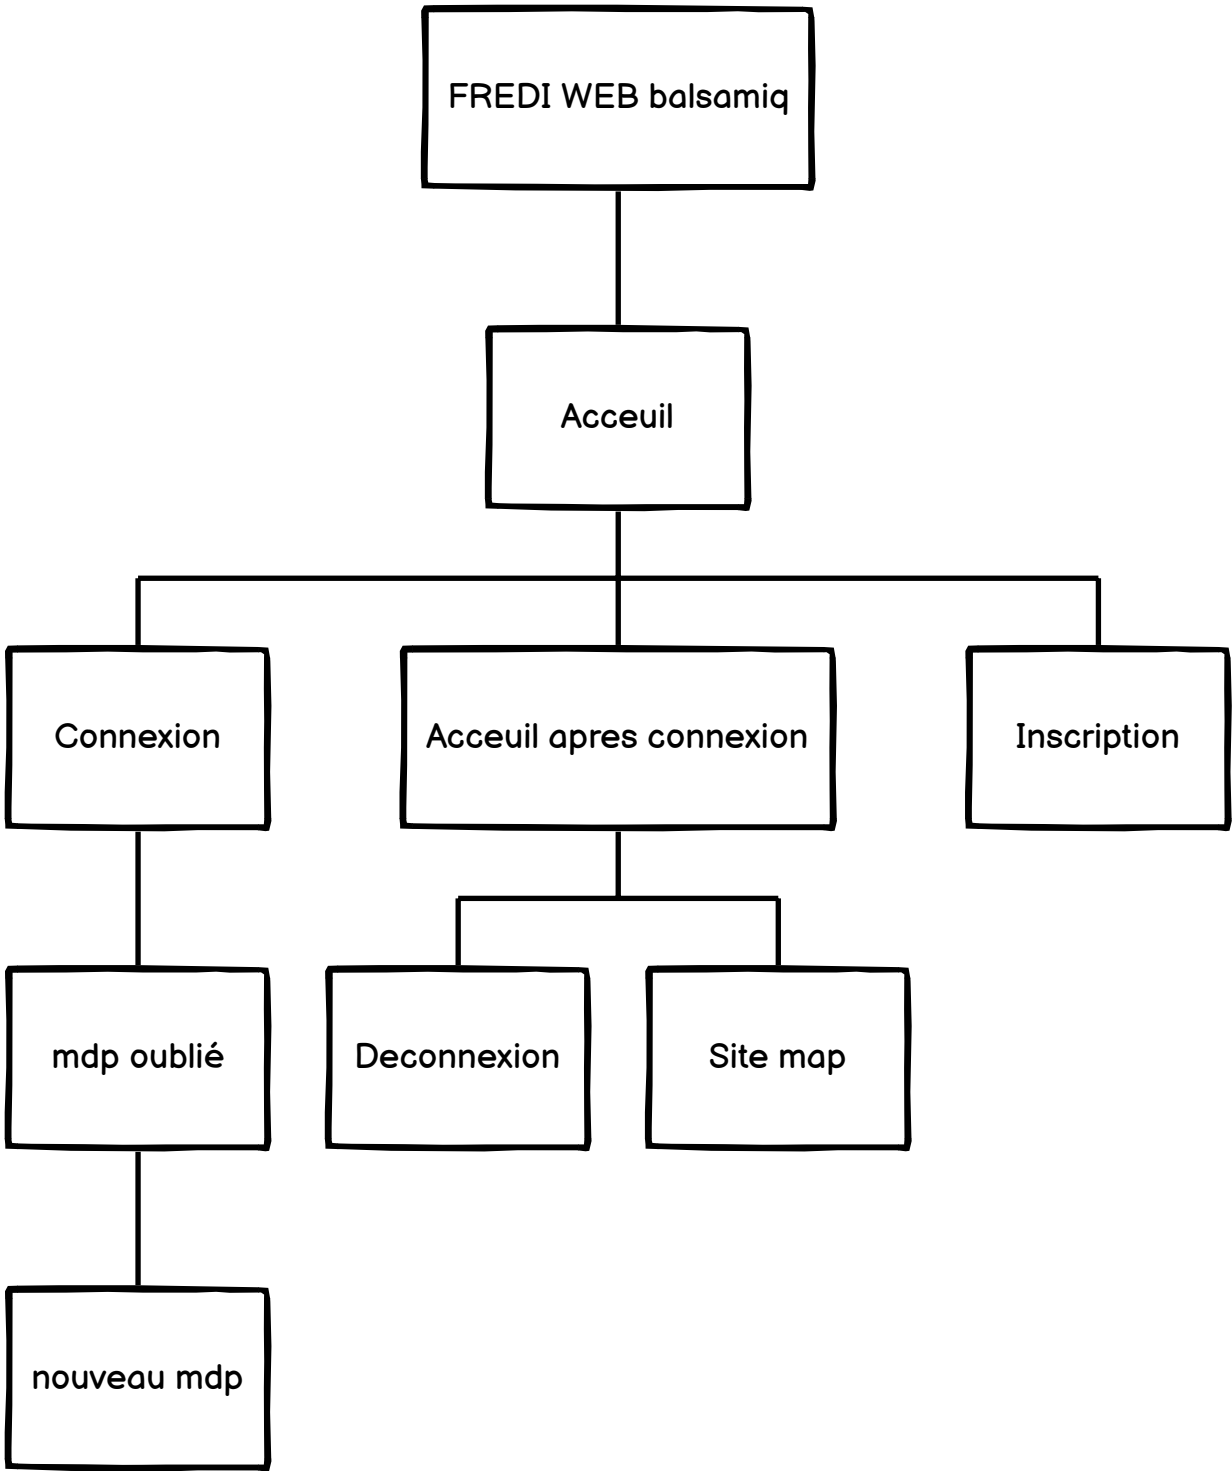 FREDI WEB balsamiq
Acceuil
Connexion
Acceuil apres connexion
Inscription
mdp oublié
Deconnexion
Site map
nouveau mdp